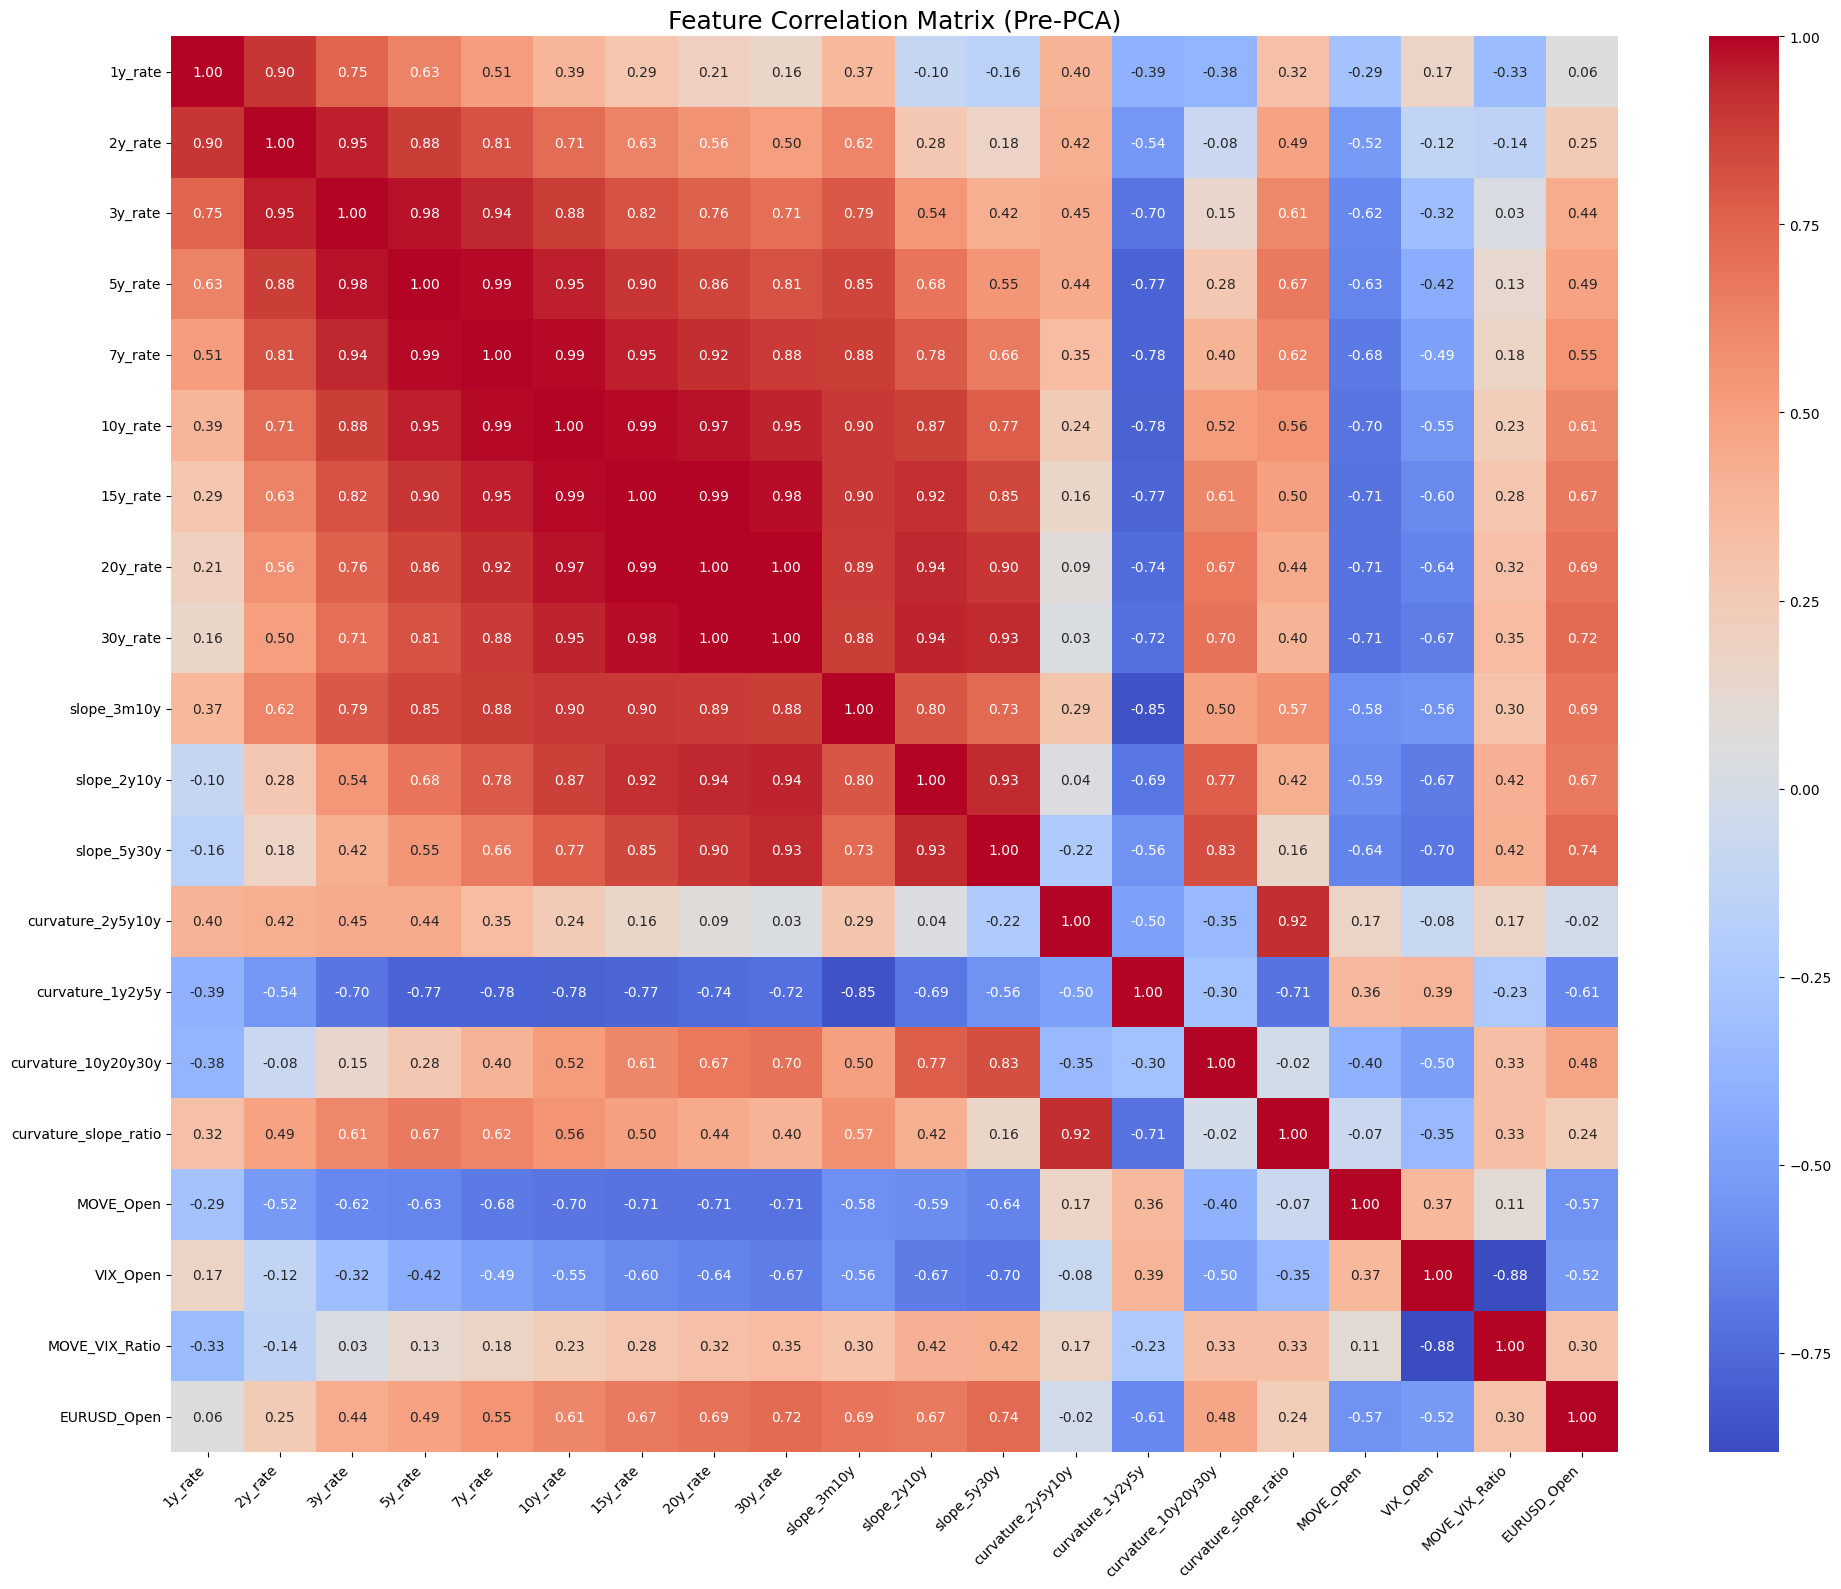 Feature Correlation Matrix (Pre-PCA)
1y_rate 1.00 0.90 0.75 0.63 0.51 0.39 0.29 0.21 0.16 0.37 -0.10 -0.16 0.40 -0.39 -0.38 0.32 -0.29 0.17 -0.33 0.06
2y_rate 0.90 1.00 0.95 0.88 0.81 0.71 0.63 0.56 0.50 0.62 0.28 0.18 0.42 -0.54 -0.08 0.49 -0.52 -0.12 -0.14 0.25
3y_rate 0.75 0.95 1.00 0.98 0.94 0.88 0.82 0.76 0.71 0.79 0.54 0.42 0.45 -0.70 0.15 0.61 -0.62 -0.32 0.03 0.44
5y_rate 0.63 0.88 0.98 1.00 0.99 0.95 0.90 0.86 0.81 0.85 0.68 0.55 0.44 -0.77 0.28 0.67 -0.63 -0.42 0.13 0.49
7y_rate 0.51 0.81 0.94 0.99 1.00 0.99 0.95 0.92 0.88 0.88 0.78 0.66 0.35 -0.78 0.40 0.62 -0.68 -0.49 0.18 0.55
10y_rate 0.39 0.71 0.88 0.95 0.99 1.00 0.99 0.97 0.95 0.90 0.87 0.77 0.24 -0.78 0.52 0.56 -0.70 -0.55 0.23 0.61
15y_rate 0.29 0.63 0.82 0.90 0.95 0.99 1.00 0.99 0.98 0.90 0.92 0.85 0.16 -0.77 0.61 0.50 -0.71 -0.60 0.28 0.67
20y_rate 0.21 0.56 0.76 0.86 0.92 0.97 0.99 1.00 1.00 0.89 0.94 0.90 0.09 -0.74 0.67 0.44 -0.71 -0.64 0.32 0.69
30y_rate 0.16 0.50 0.71 0.81 0.88 0.95 0.98 1.00 1.00 0.88 0.94 0.93 0.03 -0.72 0.70 0.40 -0.71 -0.67 0.35 0.72
slope_3m10y 0.37 0.62 0.79 0.85 0.88 0.90 0.90 0.89 0.88 1.00 0.80 0.73 0.29 -0.85 0.50 0.57 -0.58 -0.56 0.30 0.69
slope_2y10y -0.10 0.28 0.54 0.68 0.78 0.87 0.92 0.94 0.94 0.80 1.00 0.93 0.04 -0.69 0.77 0.42 -0.59 -0.67 0.42 0.67
slope_5y30y -0.16 0.18 0.42 0.55 0.66 0.77 0.85 0.90 0.93 0.73 0.93 1.00 -0.22 -0.56 0.83 0.16 -0.64 -0.70 0.42 0.74
curvature_2y5y10y 0.40 0.42 0.45 0.44 0.35 0.24 0.16 0.09 0.03 0.29 0.04 -0.22 1.00 -0.50 -0.35 0.92 0.17 -0.08 0.17 -0.02
curvature_1y2y5y -0.39 -0.54 -0.70 -0.77 -0.78 -0.78 -0.77 -0.74 -0.72 -0.85 -0.69 -0.56 -0.50 1.00 -0.30 -0.71 0.36 0.39 -0.23 -0.61
curvature_10y20y30y -0.38 -0.08 0.15 0.28 0.40 0.52 0.61 0.67 0.70 0.50 0.77 0.83 -0.35 -0.30 1.00 -0.02 -0.40 -0.50 0.33 0.48
curvature_slope_ratio 0.32 0.49 0.61 0.67 0.62 0.56 0.50 0.44 0.40 0.57 0.42 0.16 0.92 -0.71 -0.02 1.00 -0.07 -0.35 0.33 0.24
MOVE_Open -0.29 -0.52 -0.62 -0.63 -0.68 -0.70 -0.71 -0.71 -0.71 -0.58 -0.59 -0.64 0.17 0.36 -0.40 -0.07 1.00 0.37 0.11 -0.57
VIX_Open 0.17 -0.12 -0.32 -0.42 -0.49 -0.55 -0.60 -0.64 -0.67 -0.56 -0.67 -0.70 -0.08 0.39 -0.50 -0.35 0.37 1.00 -0.88 -0.52
MOVE_VIX_Ratio -0.33 -0.14 0.03 0.13 0.18 0.23 0.28 0.32 0.35 0.30 0.42 0.42 0.17 -0.23 0.33 0.33 0.11 -0.88 1.00 0.30
EURUSD_Open 0.06 0.25 0.44 0.49 0.55 0.61 0.67 0.69 0.72 0.69 0.67 0.74 -0.02 -0.61 0.48 0.24 -0.57 -0.52 0.30 1.00
1y_rate 2y_rate 3y_rate 5y_rate 7y_rate 10y_rate 15y_rate 20y_rate 30y_rate slope_3m10y slope_2y10y slope_5y30y curvature_2y5y10y curvature_1y2y5y curvature_10y20y30y curvature_slope_ratio MOVE_Open VIX_Open MOVE_VIX_Ratio EURUSD_Open
1.00
0.75
0.50
0.25
0.00
−0.25
−0.50
−0.75